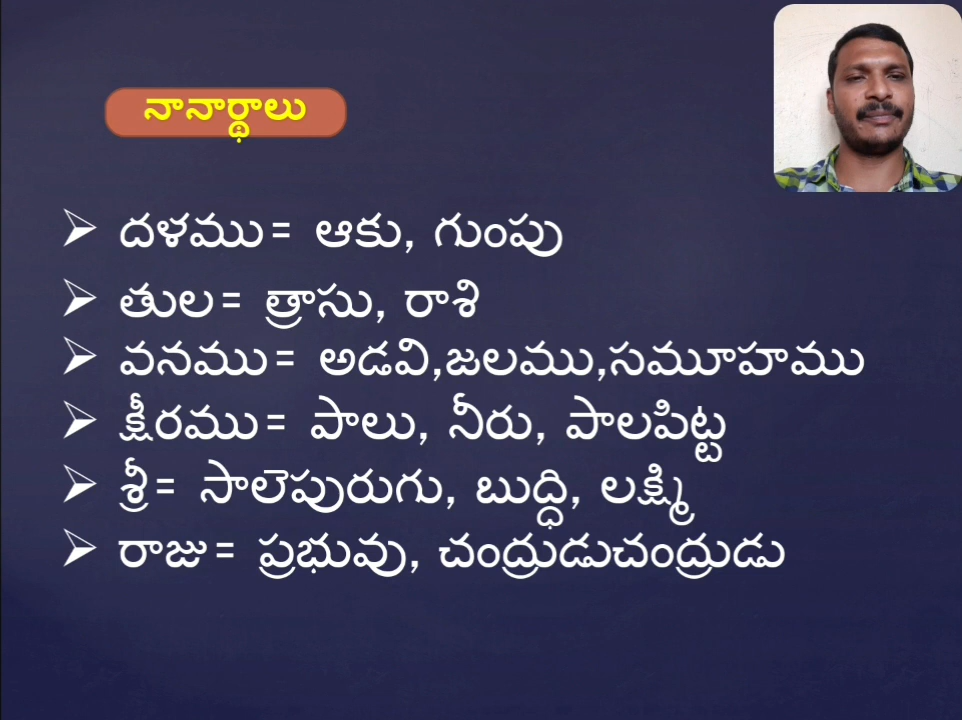 నానార్థాలు
దళము= ఆకు, గుంపు
తుల= త్రాసు, రాశి
వనము= అడవి,జలము,సమూహము
క్షీరము= పాలు, నీరు, పాలపిట్ట
శ్రీ= సాలెపురుగు, బుద్ధి, లక్ష్మి
రాజు= ప్రభువు, చంద్రుడుచంద్రుడు